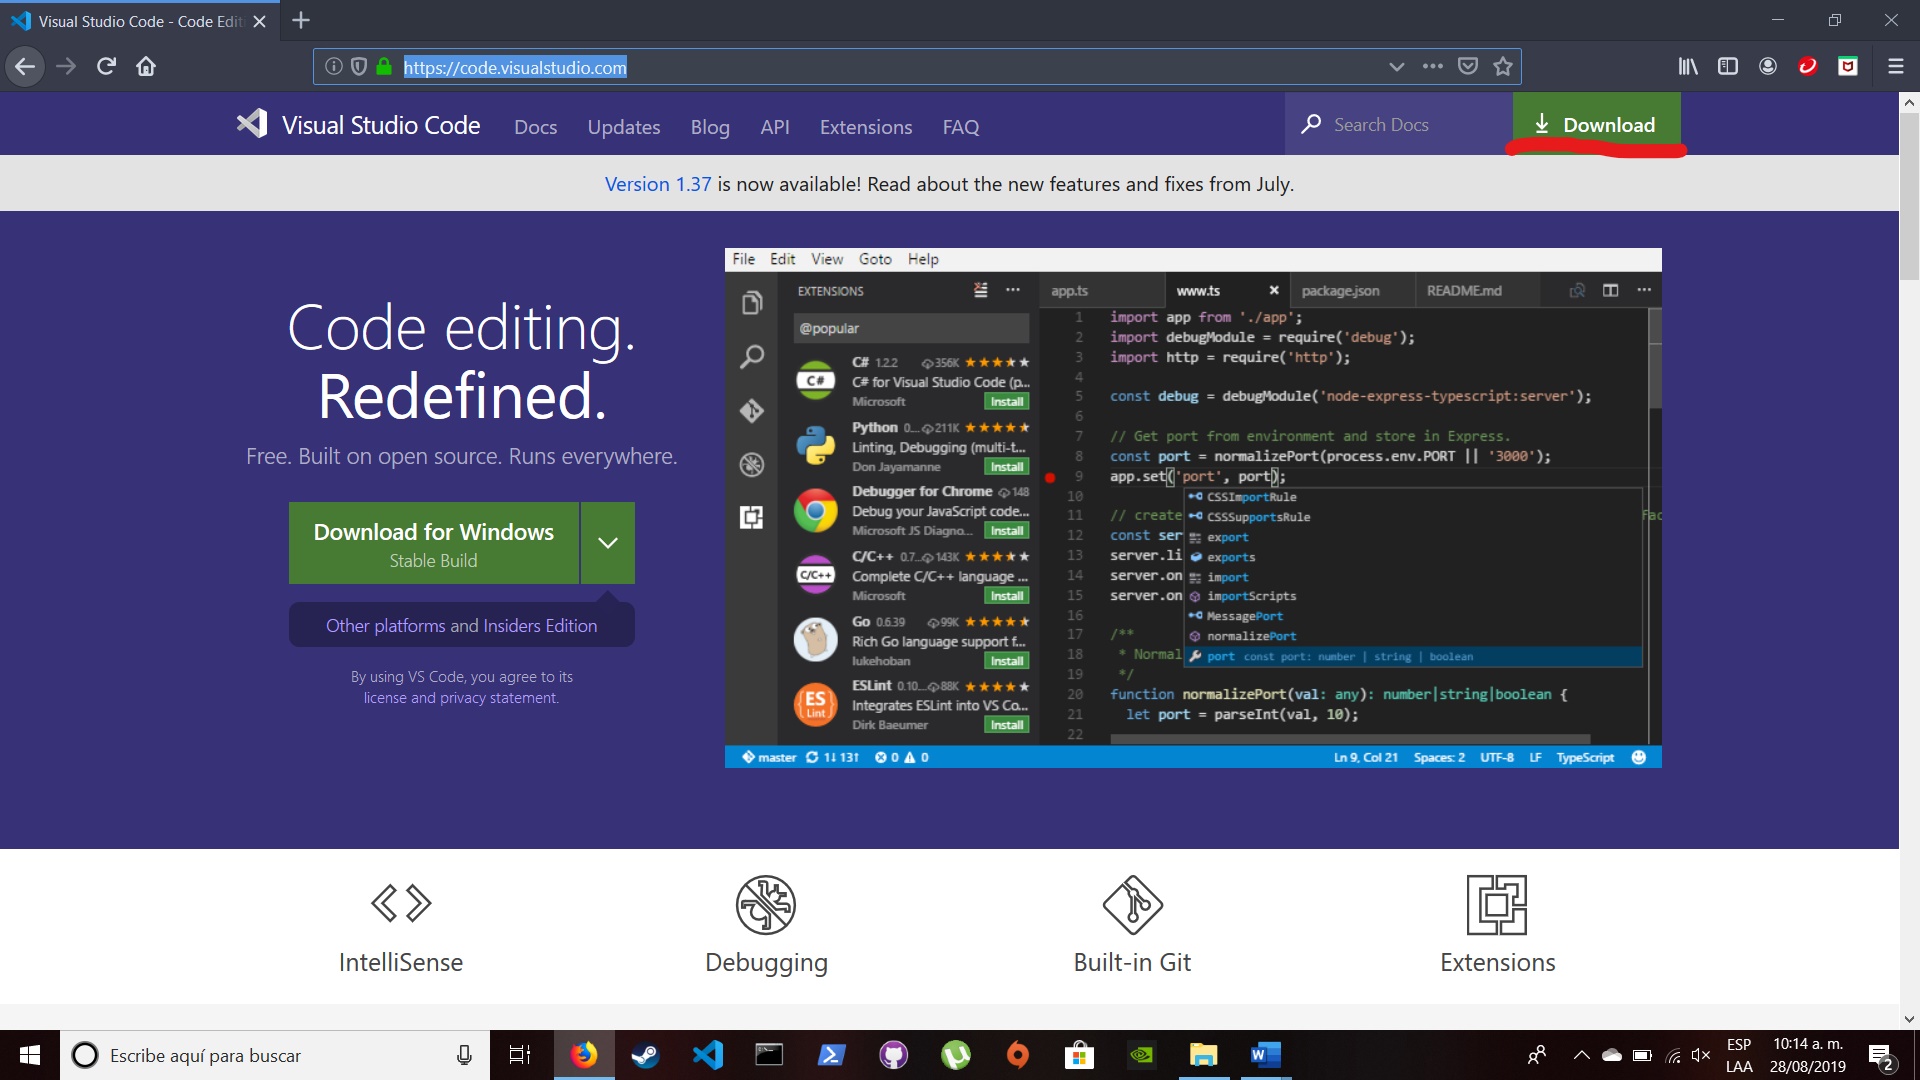 Visual Studio Code - Code Edit
https://code.visualstudio.com
Visual Studio Code
Docs
Updates
Blog
API
Extensions
FAQ
Search Docs
Download
Version 1.37 is now available! Read about the new features and fixes from July.
Code editing.
Redefined.
Free. Built on open source. Runs everywhere.
Download for Windows
Stable Build
Other platforms and Insiders Edition
By using VS Code, you agree to its
license and privacy statement.
File Edit View Goto Help
EXTENSIONS
@popular
C# 1.2.2 356K
C# for Visual Studio Code (p...
Microsoft
Install
Python 0.... 211K
Linting, Debugging (multi-t...
Don Jayamanne
Install
Debugger for Chrome 148
Debug your JavaScript code...
Microsoft JS Diagno...
Install
C/C++ 0.7... 143K
Complete C/C++ language ...
Microsoft
Install
Go 0.6.39 99K
Rich Go language support f...
lukehoban
Install
ESLint 0.10... 88K
Integrates ESLint into VS Co...
Dirk Baeumer
Install
C#
C/C++
ES
Lint
app.ts
www.ts
package.json
README.md
1 import app from './app';
2 import debugModule = require('debug');
3 import http = require('http');
4
5 const debug = debugModule('node-express-typescript:server');
6
7 // Get port from environment and store in Express.
8 const port = normalizePort(process.env.PORT || '3000');
9 app.set('port', port);
10
11 // create
12 const ser
13 server.li
14 server.on
15 server.on
16
17 /**
18 * Normal
19 */
20 function normalizePort(val: any): number|string|boolean {
21 let port = parseInt(val, 10);
22
CSSImportRule
CSSSupportsRule
export
exports
import
importScripts
MessagePort
normalizePort
port const port: number | string | boolean
master 1↓ 13↑ 0 0
Ln 9, Col 21 Spaces: 2 UTF-8 LF TypeScript
IntelliSense
Debugging
Built-in Git
Extensions
Escribe aquí para buscar
ESP
LAA
10:14 a. m.
28/08/2019
2